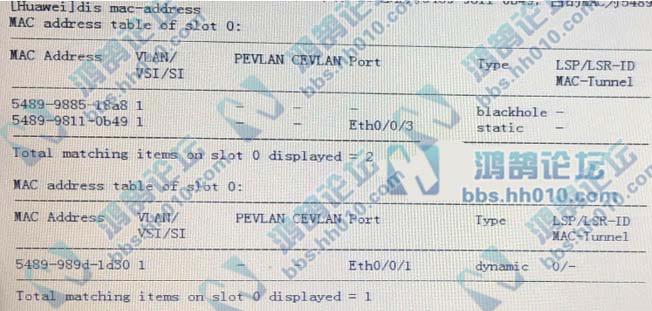 [Huawei]dis mac-address
MAC address table of slot 0:
MAC Address VLAN/ PEVLAN CEVLAN Port Type LSP/LSR-ID
VSI/SI MAC-Tunnel
5489-9885-18a8 1 - - - blackhole -
5489-9811-0b49 1 - - Eth0/0/3 static -
Total matching items on slot 0 displayed = 2
鸿鹄论坛
bbs.hh010.com
MAC address table of slot 0:
MAC Address VLAN/ PEVLAN CEVLAN Port Type LSP/LSR-ID
VSI/SI MAC-Tunnel
5489-989d-1d30 1 - - Eth0/0/1 dynamic 0/-
Total matching items on slot 0 displayed = 1